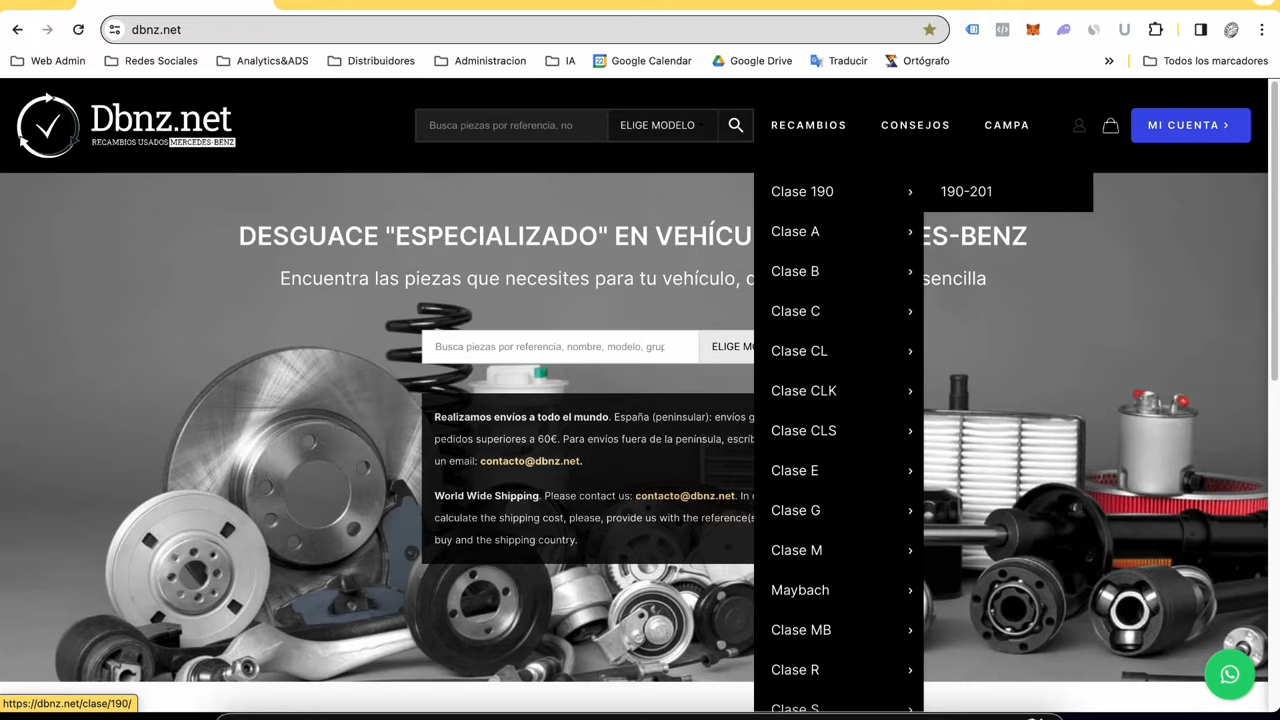 dbnz.net
Web Admin
Redes Sociales
Analytics&ADS
Distribuidores
Administracion
IA
Google Calendar
Google Drive
Traducir
Ortógrafo
»
Todos los marcadores
Dbnz.net
RECAMBIOS USADOS MERCEDES-BENZ
Busca piezas por referencia, no
ELIGE MODELO
RECAMBIOS
CONSEJOS
CAMPA
MI CUENTA ›
Clase 190 ›
190-201
Clase A ›
Clase B ›
Clase C ›
Clase CL ›
Clase CLK ›
Clase CLS ›
Clase E ›
Clase G ›
Clase M ›
Maybach ›
Clase MB ›
Clase R ›
Clase S ›
DESGUACE "ESPECIALIZADO" EN VEHÍCU ES-BENZ
Encuentra las piezas que necesites para tu vehículo, d sencilla
Busca piezas por referencia, nombre, modelo, grup
ELIGE MO
Realizamos envíos a todo el mundo. España (peninsular): envíos g
pedidos superiores a 60€. Para envíos fuera de la península, escríb
un email: contacto@dbnz.net.
World Wide Shipping. Please contact us: contacto@dbnz.net. In o
calculate the shipping cost, please, provide us with the reference(s
buy and the shipping country.
https://dbnz.net/clase/190/